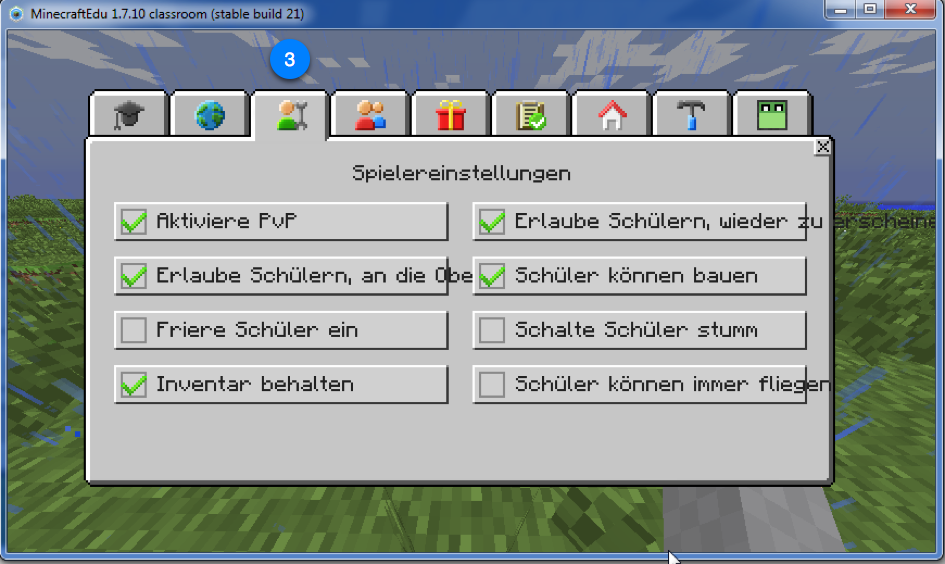 MinecraftEdu 1.7.10 classroom (stable build 21)
3
Spielereinstellungen
Aktiviere PvP
Erlaube Schülern, wieder zu erscheine
Erlaube Schülern, an die Obe
Schüler können bauen
Friere Schüler ein
Schalte Schüler stumm
Inventar behalten
Schüler können immer fliegen